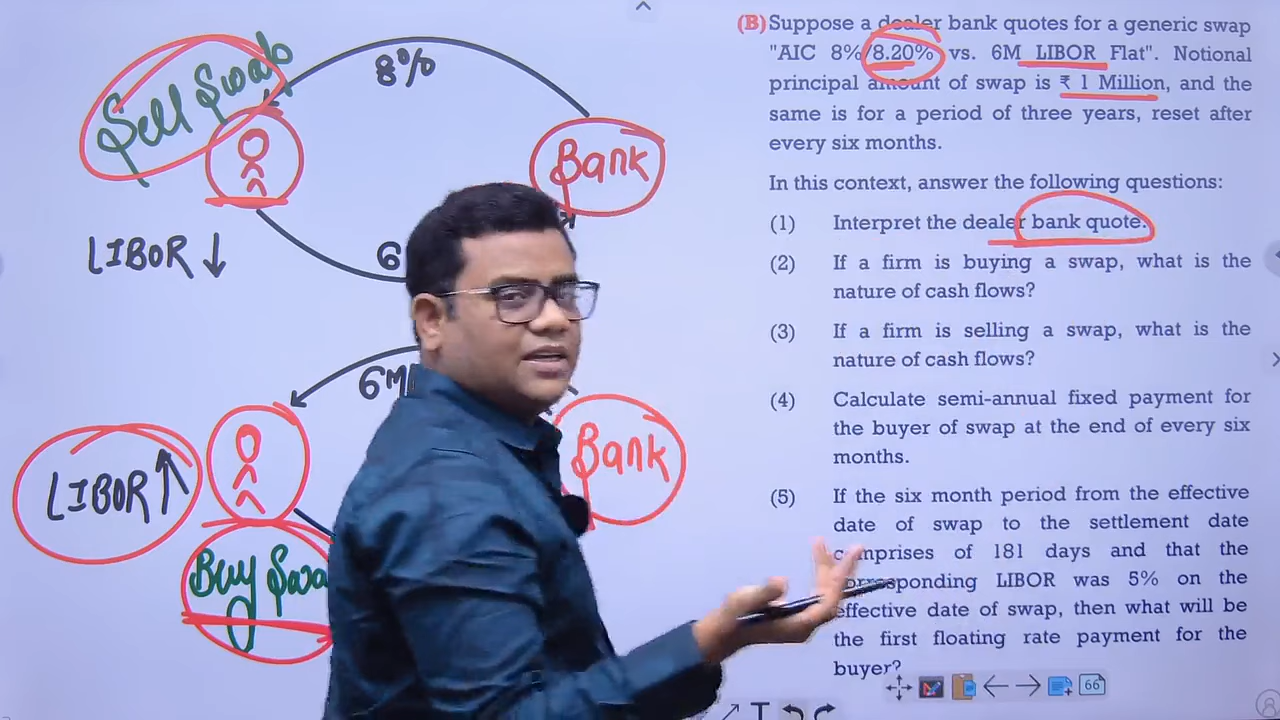 Sell Swap
8%
Bank
LIBOR ↓
6
6M
Bank
LIBOR ↑
Buy
(B) Suppose a dealer bank quotes for a generic swap
"AIC 8%/8.20% vs. 6M LIBOR Flat". Notional
principal amount of swap is ₹ 1 Million, and the
same is for a period of three years, reset after
every six months.
In this context, answer the following questions:
(1) Interpret the dealer bank quote.
(2) If a firm is buying a swap, what is the
nature of cash flows?
(3) If a firm is selling a swap, what is the
nature of cash flows?
(4) Calculate semi-annual fixed payment for
the buyer of swap at the end of every six
months.
(5) If the six month period from the effective
date of swap to the settlement date
comprises of 181 days and that the
corresponding LIBOR was 5% on the
effective date of swap, then what will be
the first floating rate payment for the
buyer?
66